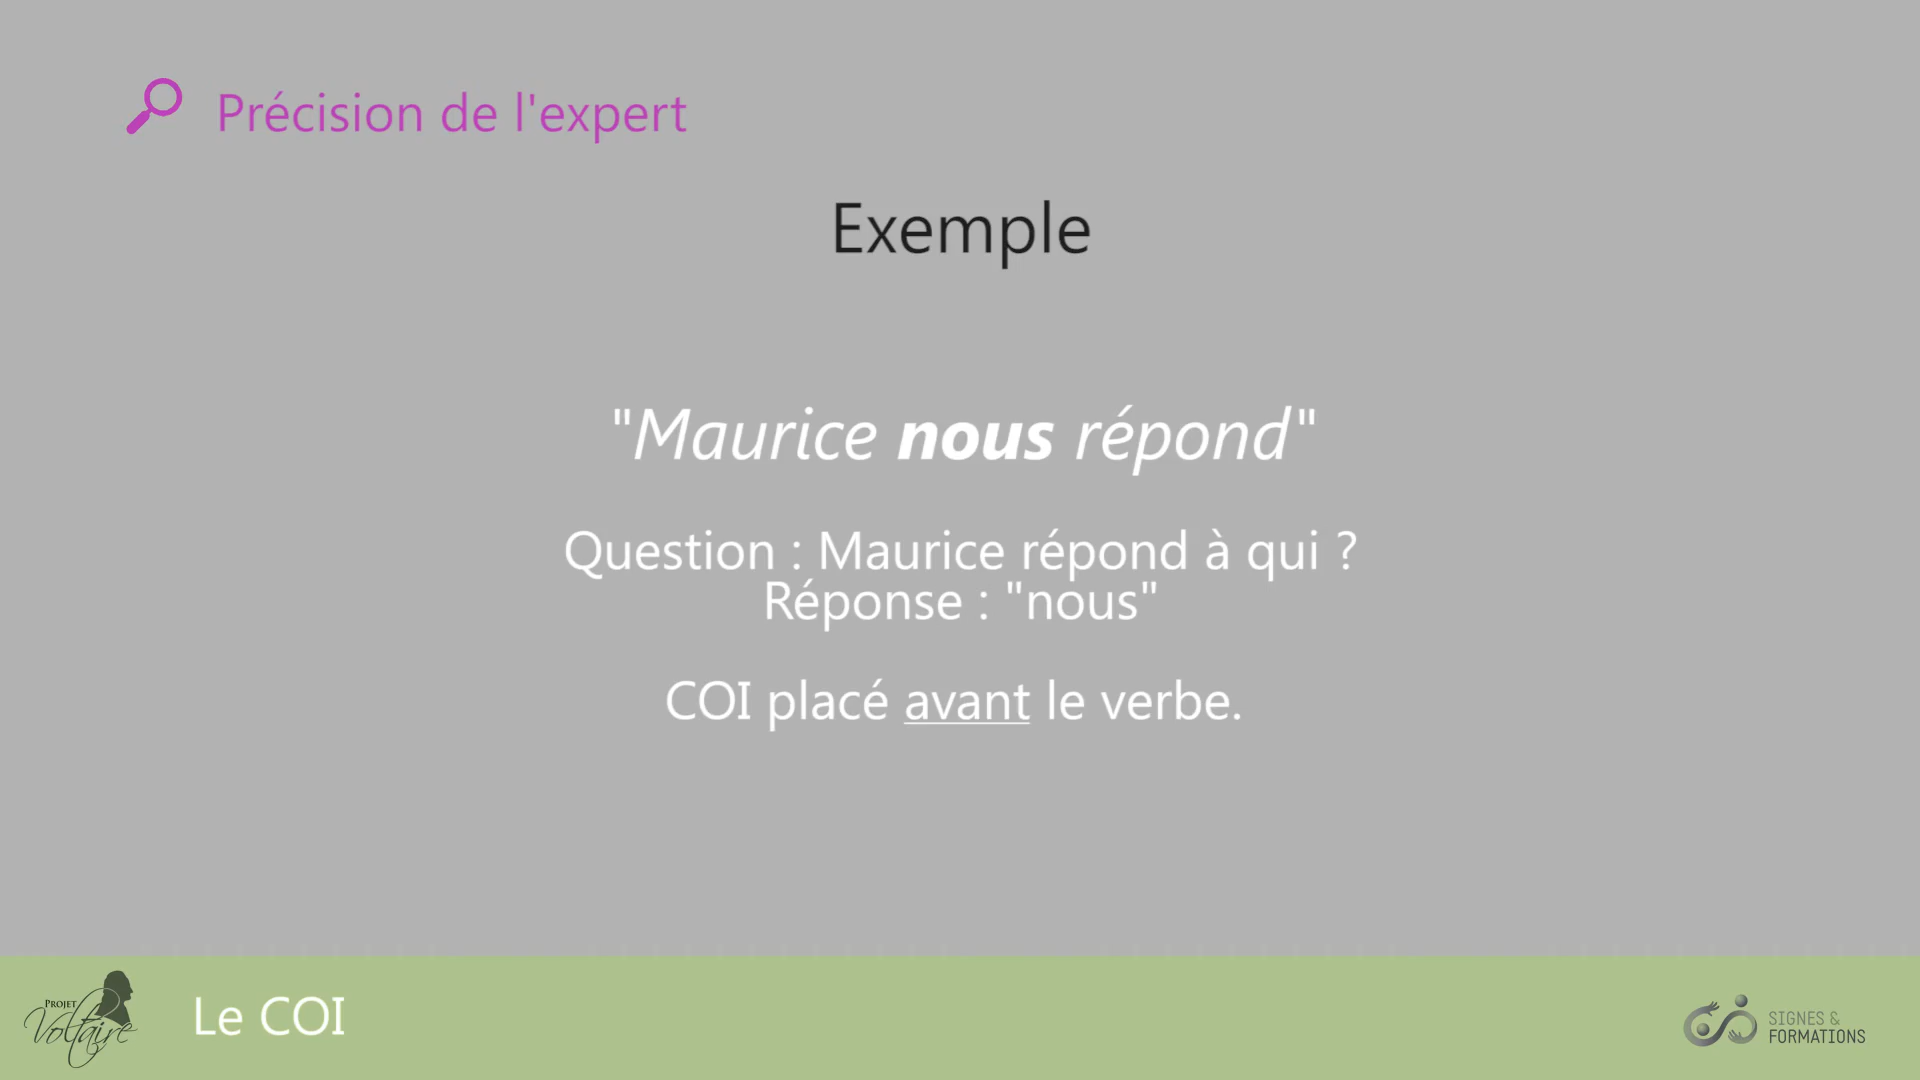 Précision de l'expert
Exemple
"Maurice nous répond"
Question : Maurice répond à qui ?
Réponse : "nous"
COI placé avant le verbe.
PROJET
Voltaire
Le COI
SIGNES &
FORMATIONS